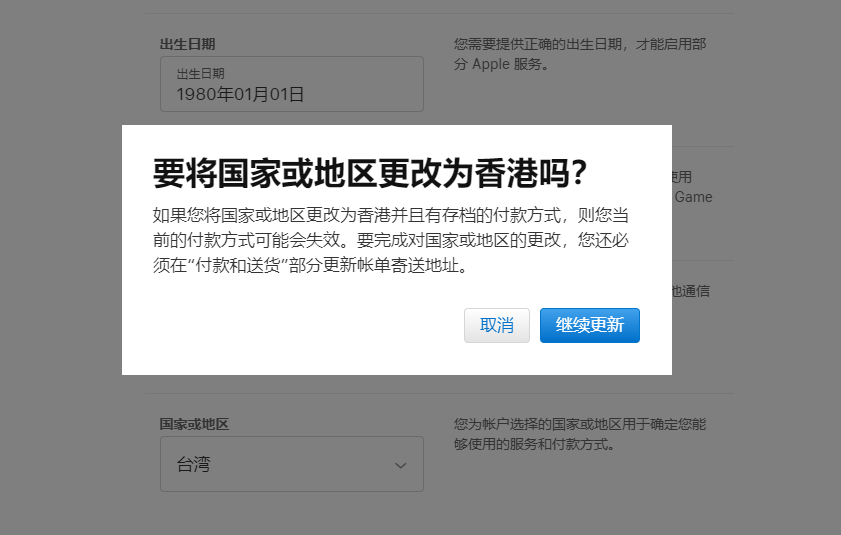 出生日期
出生日期
1980年01月01日
您需要提供正确的出生日期，才能启用部
分 Apple 服务。
要将国家或地区更改为香港吗？
如果您将国家或地区更改为香港并且有存档的付款方式，则您当
前的付款方式可能会失效。要完成对国家或地区的更改，您还必
须在“付款和送货”部分更新帐单寄送地址。
取消
继续更新
使用
Game
他通信
国家或地区
台湾
您为帐户选择的国家或地区用于确定您能
够使用的服务和付款方式。